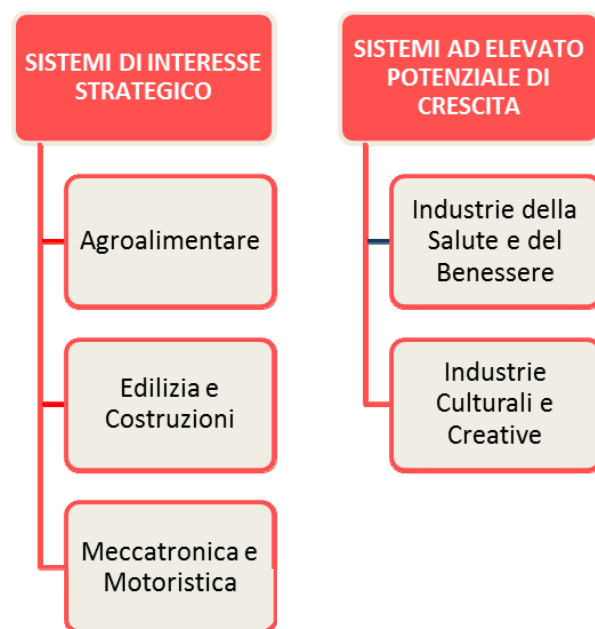 SISTEMI DI INTERESSE
STRATEGICO
Agroalimentare
Edilizia e
Costruzioni
Meccatronica e
Motoristica
SISTEMI AD ELEVATO
POTENZIALE DI
CRESCITA
Industrie della
Salute e del
Benessere
Industrie
Culturali e
Creative